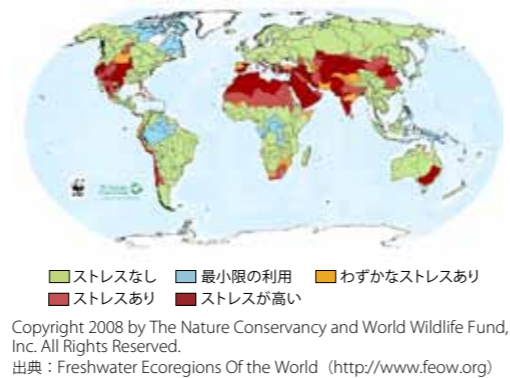 WWF
ストレスなし 最小限の利用 わずかなストレスあり
ストレスあり ストレスが高い
Copyright 2008 by The Nature Conservancy and World Wildlife Fund,
Inc. All Rights Reserved.
出典：Freshwater Ecoregions Of the World（http://www.feow.org）